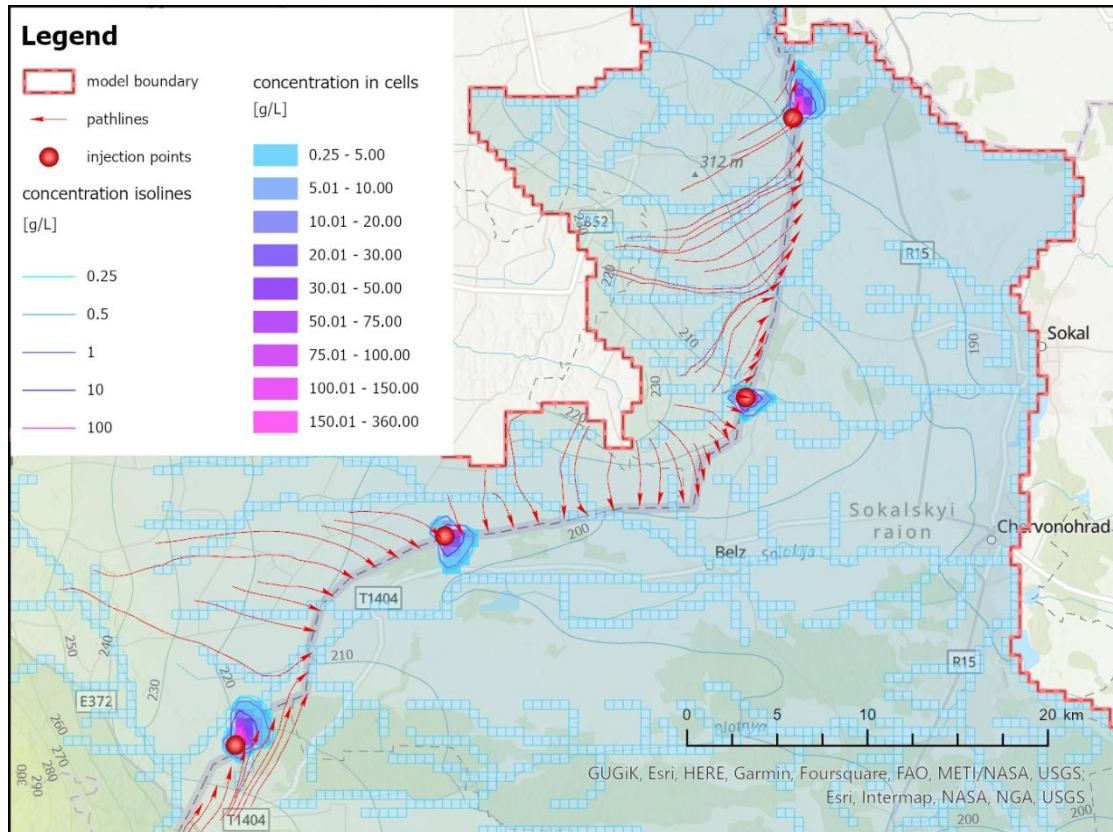 Legend
model boundary
pathlines
injection points
concentration isolines
[g/L]
0.25
0.5
1
10
100
concentration in cells
[g/L]
0.25 - 5.00
5.01 - 10.00
10.01 - 20.00
20.01 - 30.00
30.01 - 50.00
50.01 - 75.00
75.01 - 100.00
100.01 - 150.00
150.01 - 360.00
312 m
852
220
R15
210
190
Sokal
230
220
Sokalskyi
raion
200
Chervonohrad
Belz
Sołokija
T1404
250
240
210
R15
220
230
E372
260
270
280
290
300
0 5 10 20 km
GUGiK, Esri, HERE, Garmin, Foursquare, FAO, METI/NASA, USGS;
Esri, Intermap, NASA, NGA, USGS
T1404
200
200